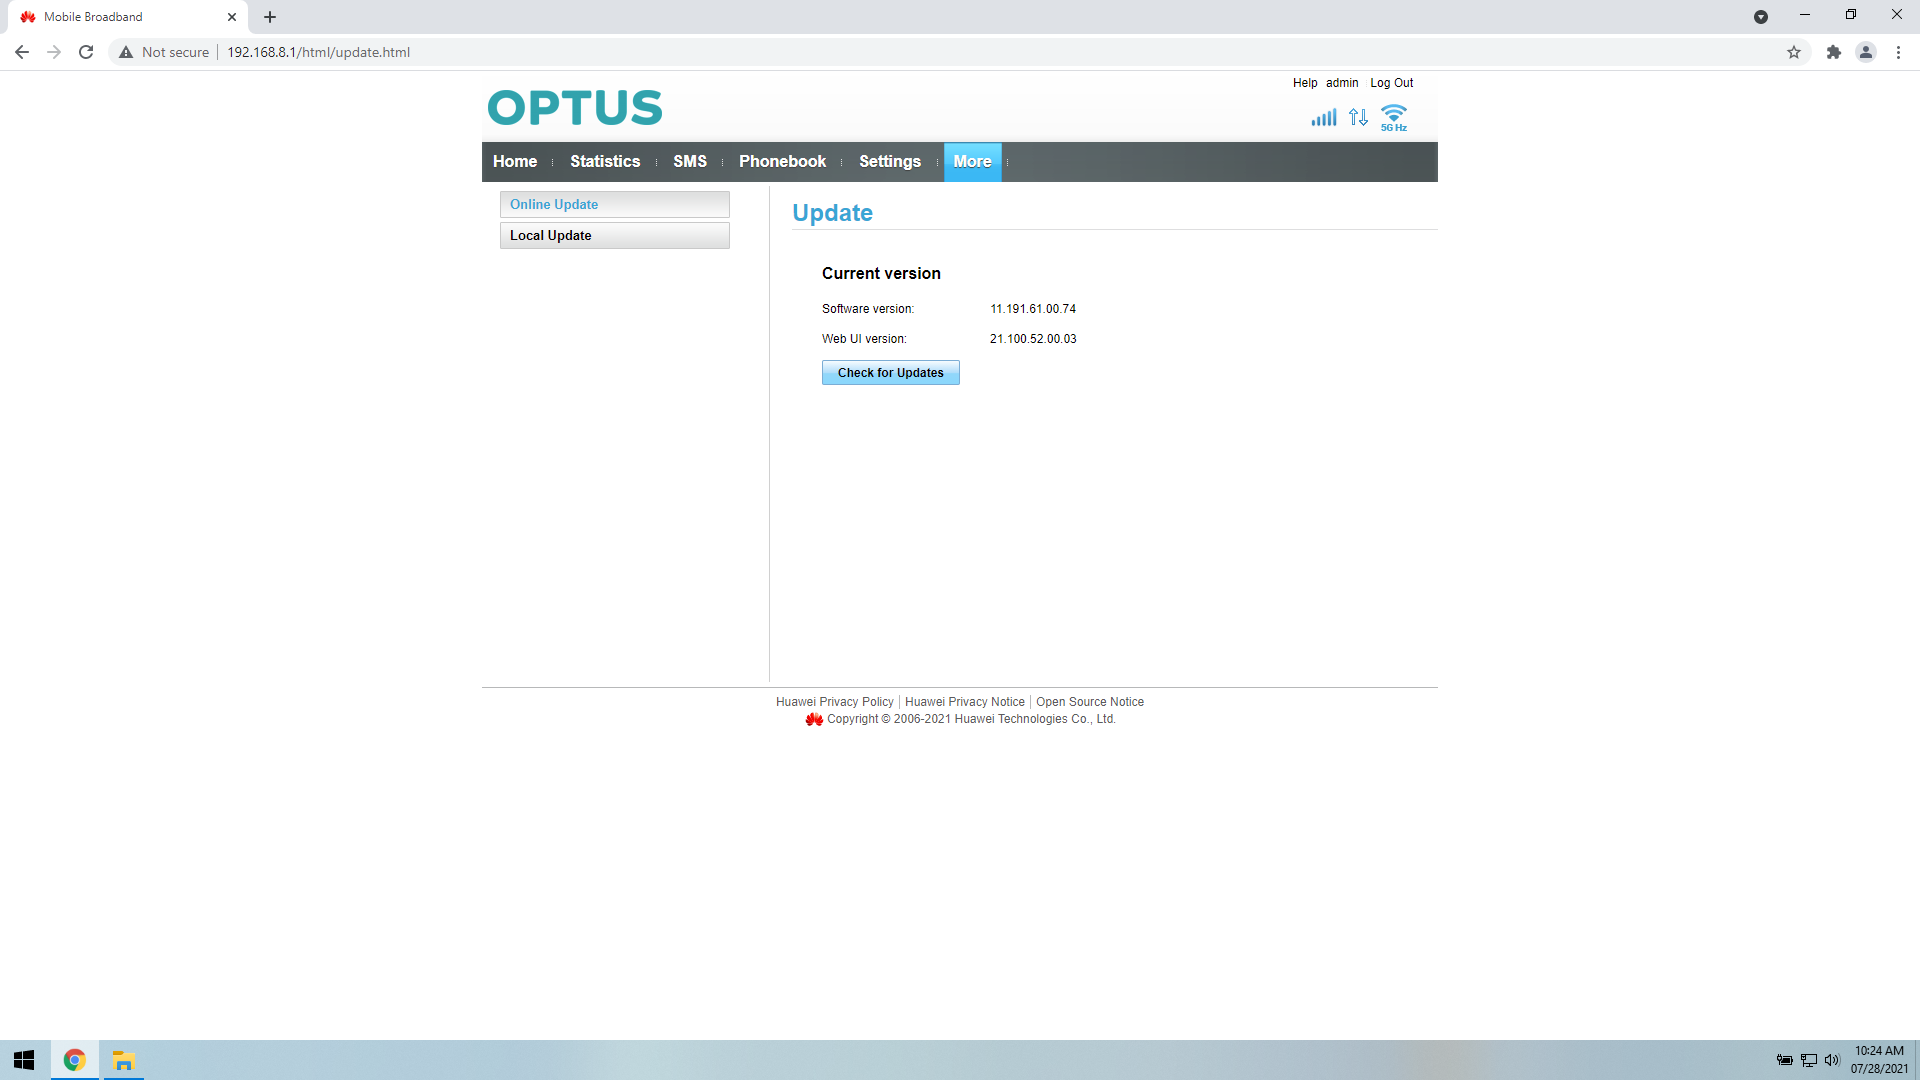 Mobile Broadband
Not secure 192.168.8.1/html/update.html
Help admin Log Out
OPTUS
5G Hz
Home Statistics SMS Phonebook Settings More
Online Update
Local Update
Update
Current version
Software version: 11.191.61.00.74
Web UI version: 21.100.52.00.03
Check for Updates
Huawei Privacy Policy Huawei Privacy Notice Open Source Notice
Copyright © 2006-2021 Huawei Technologies Co., Ltd.
10:24 AM
07/28/2021